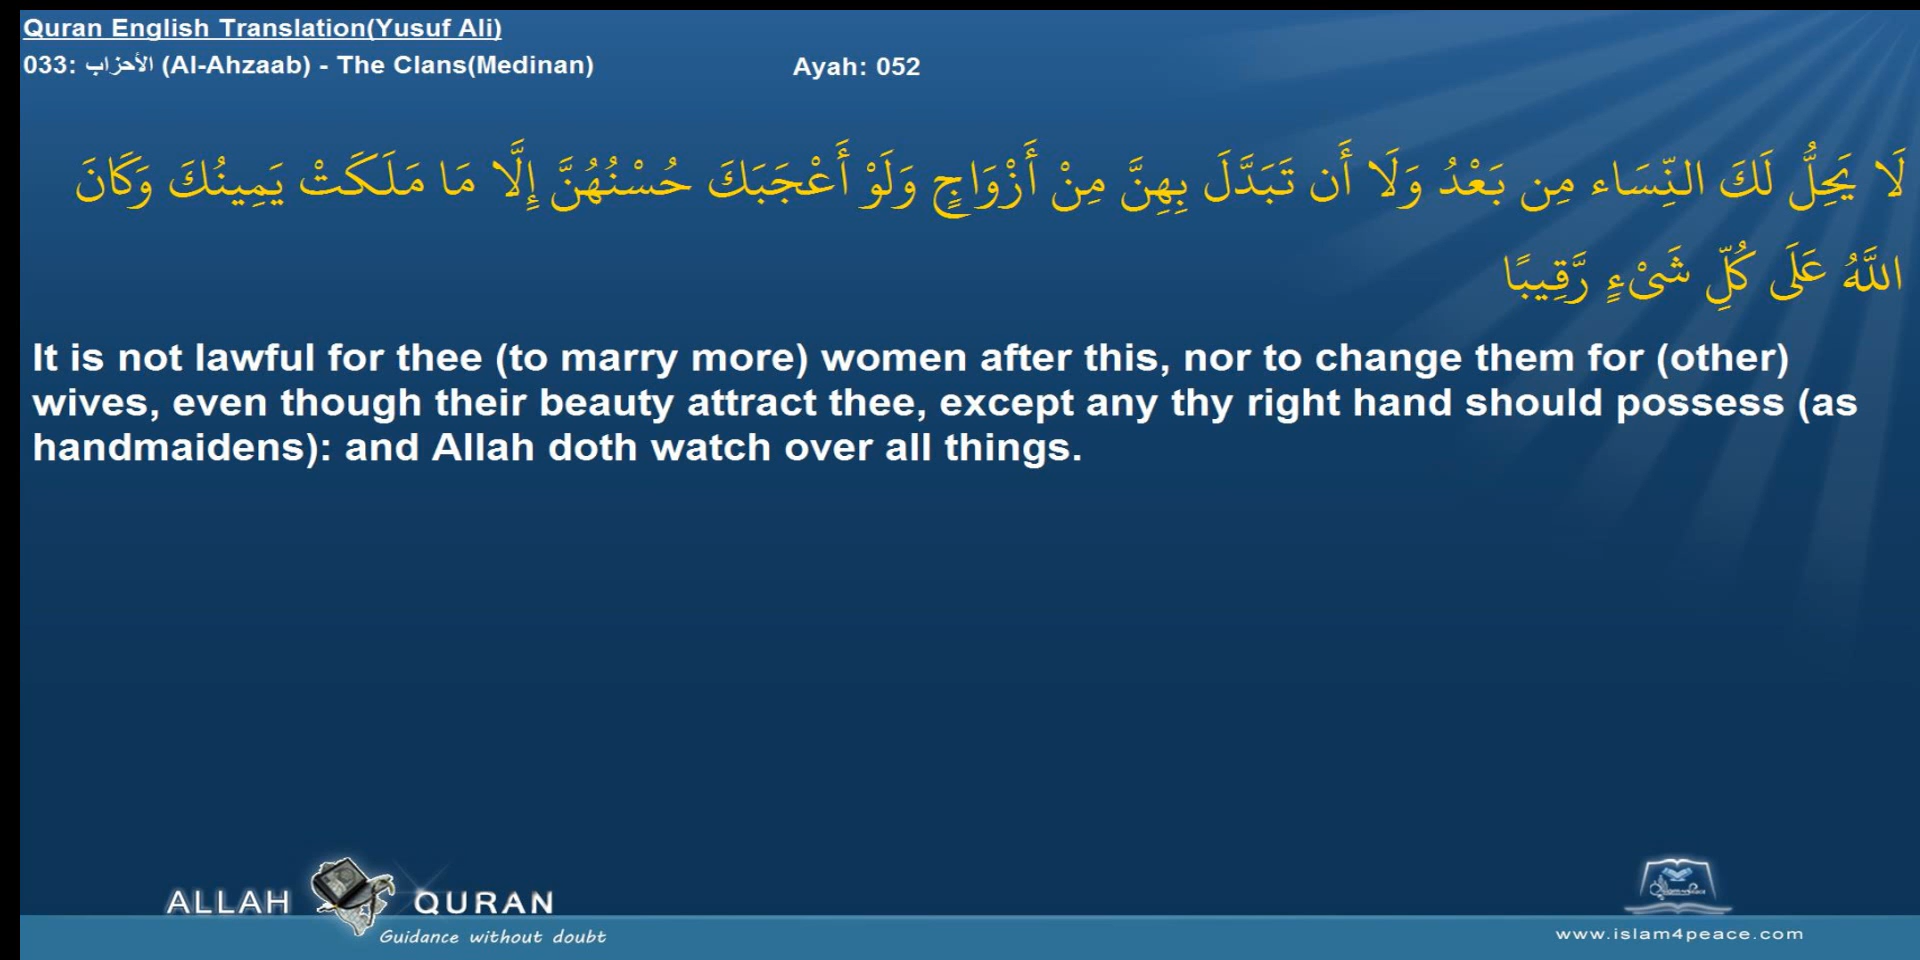 Quran English Translation(Yusuf Ali)
033: الأحزاب (Al-Ahzaab) - The Clans(Medinan) Ayah: 052
لَا يَحِلُّ لَكَ النِّسَاء مِن بَعْدُ وَلَا أَن تَبَدَّلَ بِهِنَّ مِنْ أَزْوَاجٍ وَلَوْ أَعْجَبَكَ حُسْنُهُنَّ إِلَّا مَا مَلَكَتْ يَمِينُكَ وَكَانَ
اللَّهُ عَلَى كُلِّ شَيْءٍ رَّقِيبًا
It is not lawful for thee (to marry more) women after this, nor to change them for (other)
wives, even though their beauty attract thee, except any thy right hand should possess (as
handmaidens): and Allah doth watch over all things.
ALLAH QURAN
Guidance without doubt
www.islam4peace.com